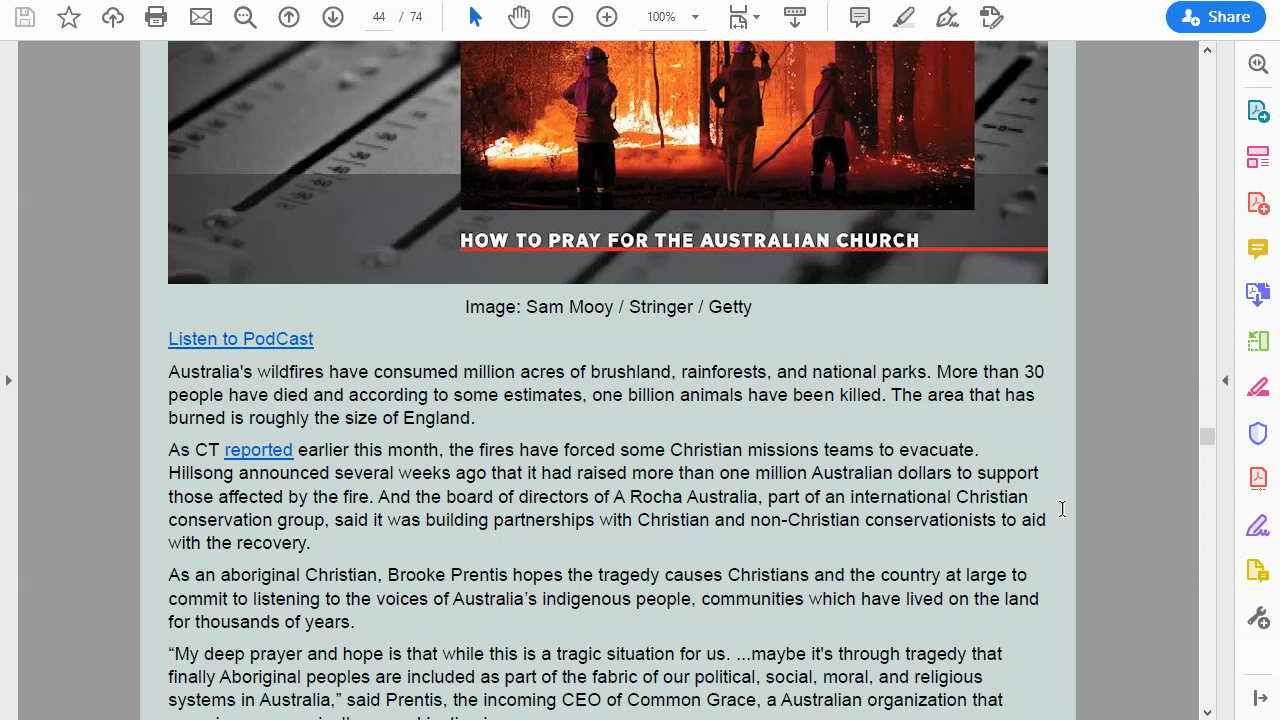 44 / 74
100%
Share
HOW TO PRAY FOR THE AUSTRALIAN CHURCH
Image: Sam Mooy / Stringer / Getty
Listen to PodCast
Australia's wildfires have consumed million acres of brushland, rainforests, and national parks. More than 30
people have died and according to some estimates, one billion animals have been killed. The area that has
burned is roughly the size of England.
As CT reported earlier this month, the fires have forced some Christian missions teams to evacuate.
Hillsong announced several weeks ago that it had raised more than one million Australian dollars to support
those affected by the fire. And the board of directors of A Rocha Australia, part of an international Christian
conservation group, said it was building partnerships with Christian and non-Christian conservationists to aid
with the recovery.
As an aboriginal Christian, Brooke Prentis hopes the tragedy causes Christians and the country at large to
commit to listening to the voices of Australia’s indigenous people, communities which have lived on the land
for thousands of years.
“My deep prayer and hope is that while this is a tragic situation for us. ...maybe it's through tragedy that
finally Aboriginal peoples are included as part of the fabric of our political, social, moral, and religious
systems in Australia,” said Prentis, the incoming CEO of Common Grace, a Australian organization that